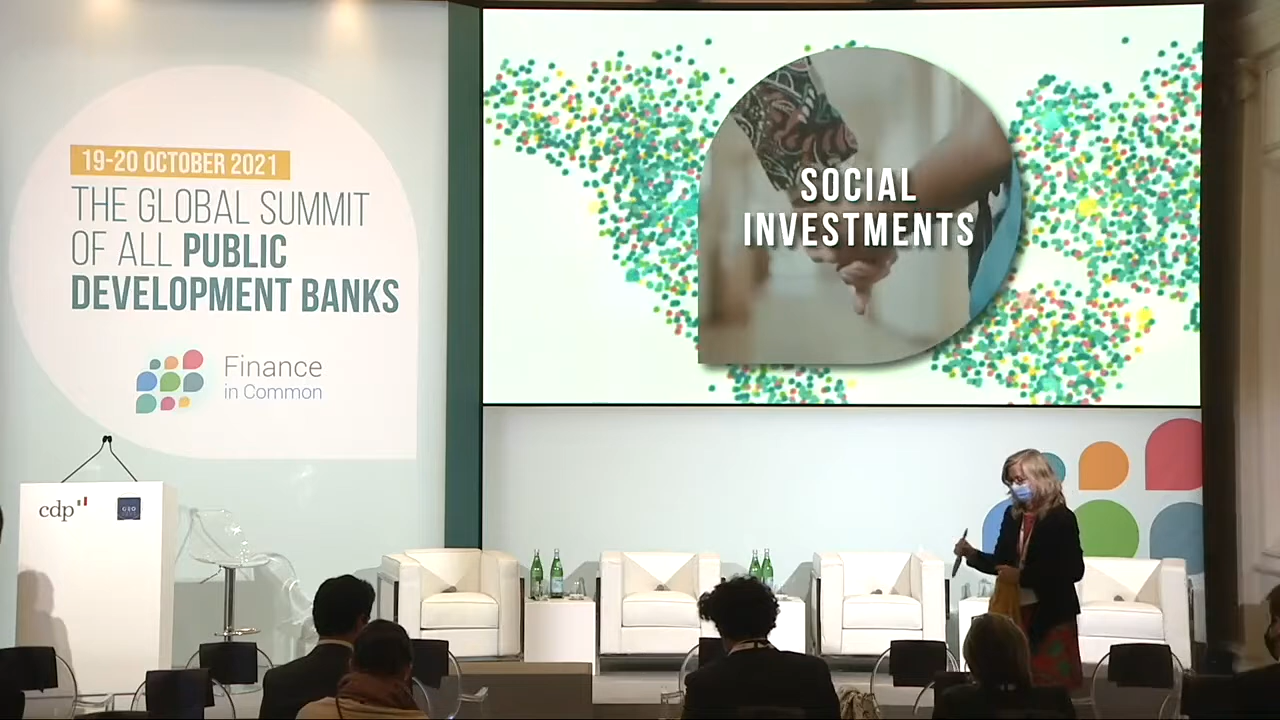 19-20 OCTOBER 2021
THE GLOBAL SUMMIT
OF ALL PUBLIC
DEVELOPMENT BANKS
Finance
in Common
SOCIAL
INVESTMENTS
cdp